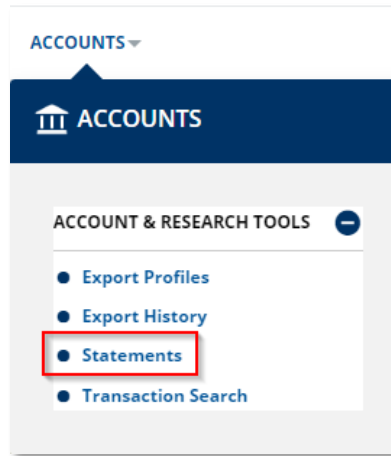 ACCOUNTS
ACCOUNTS
ACCOUNT & RESEARCH TOOLS
Export Profiles
Export History
Statements
Transaction Search